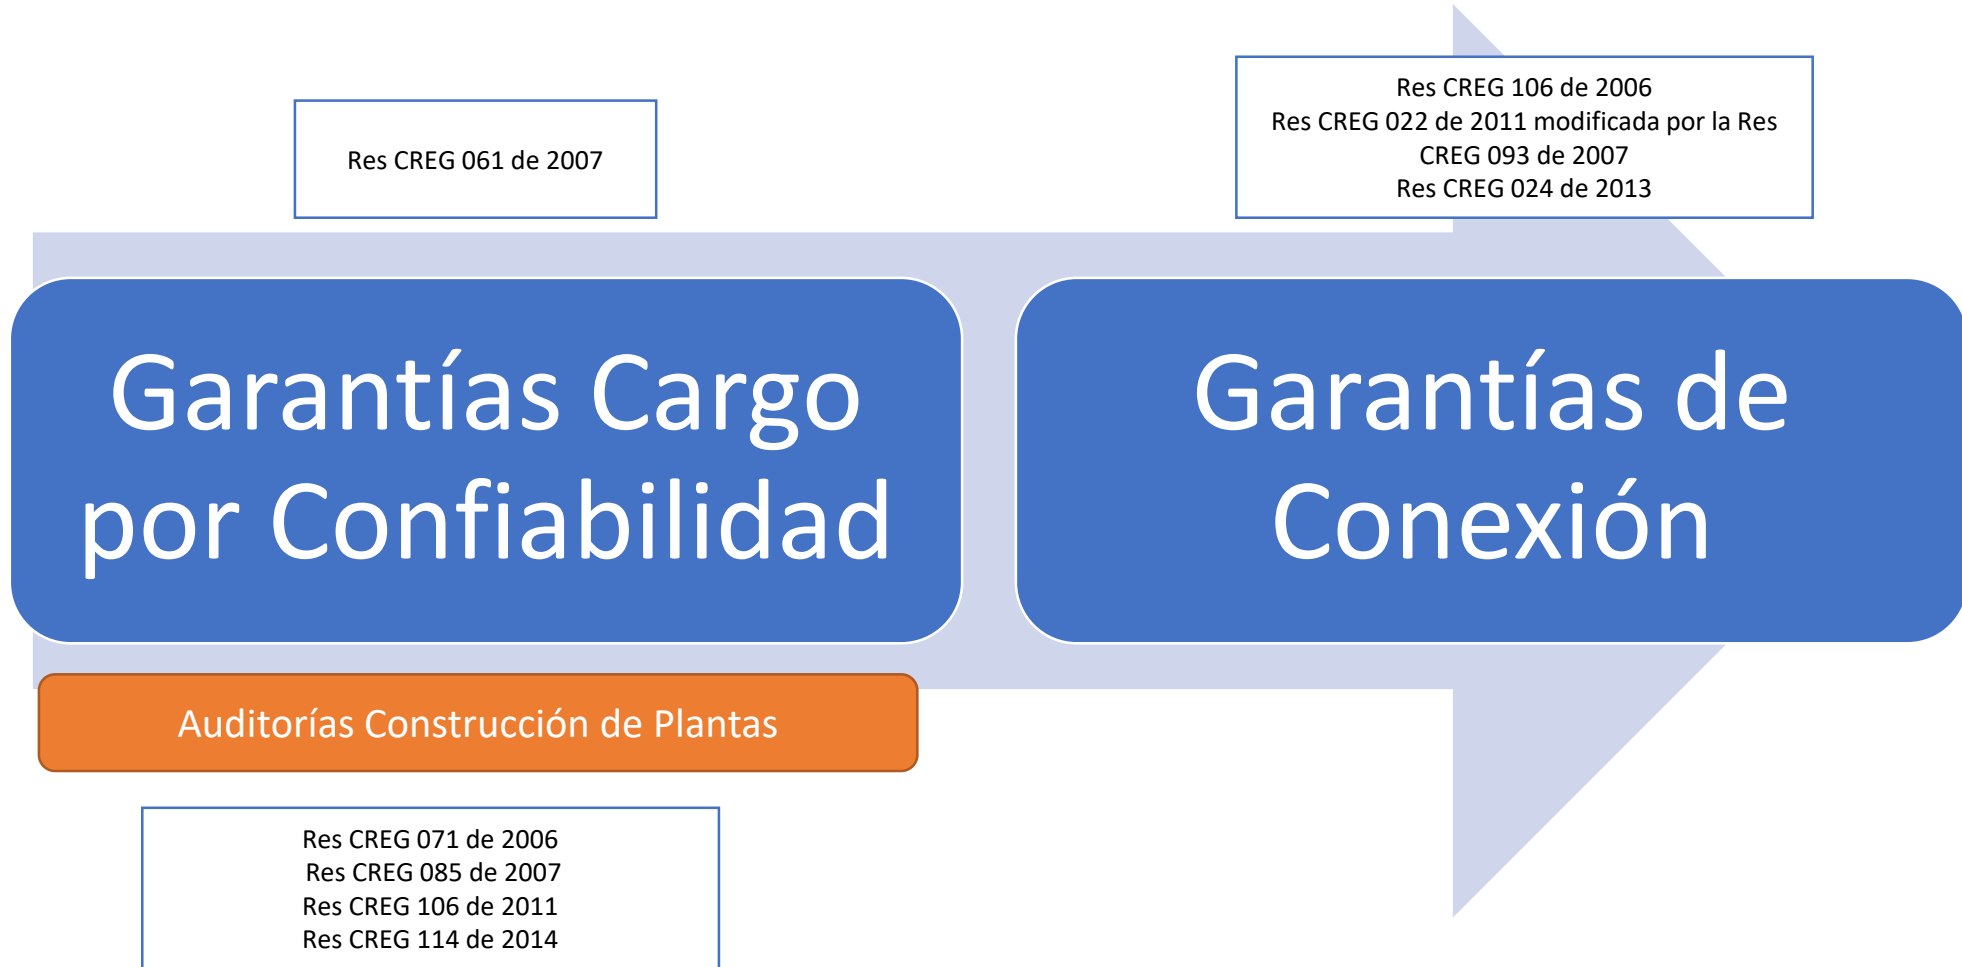 Res CREG 061 de 2007
Res CREG 106 de 2006
Res CREG 022 de 2011 modificada por la Res
CREG 093 de 2007
Res CREG 024 de 2013
Garantías Cargo
por Confiabilidad
Garantías de
Conexión
Auditorías Construcción de Plantas
Res CREG 071 de 2006
Res CREG 085 de 2007
Res CREG 106 de 2011
Res CREG 114 de 2014